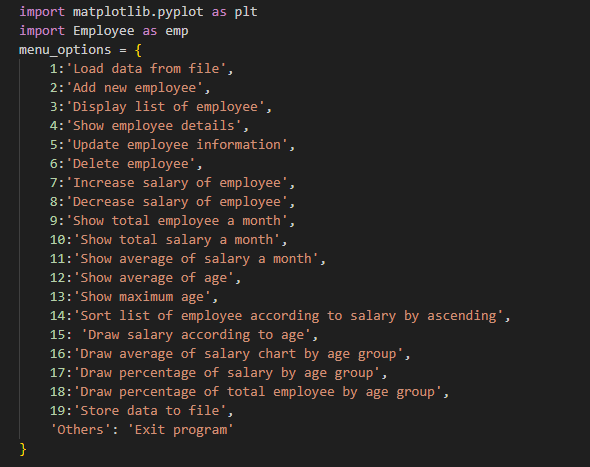 import matplotlib.pyplot as plt
import Employee as emp
menu_options = {
    1:'Load data from file',
    2:'Add new employee',
    3:'Display list of employee',
    4:'Show employee details',
    5:'Update employee information',
    6:'Delete employee',
    7:'Increase salary of employee',
    8:'Decrease salary of employee',
    9:'Show total employee a month',
    10:'Show total salary a month',
    11:'Show average of salary a month',
    12:'Show average of age',
    13:'Show maximum age',
    14:'Sort list of employee according to salary by ascending',
    15: 'Draw salary according to age',
    16:'Draw average of salary chart by age group',
    17:'Draw percentage of salary by age group',
    18:'Draw percentage of total employee by age group',
    19:'Store data to file',
    'Others': 'Exit program'
}